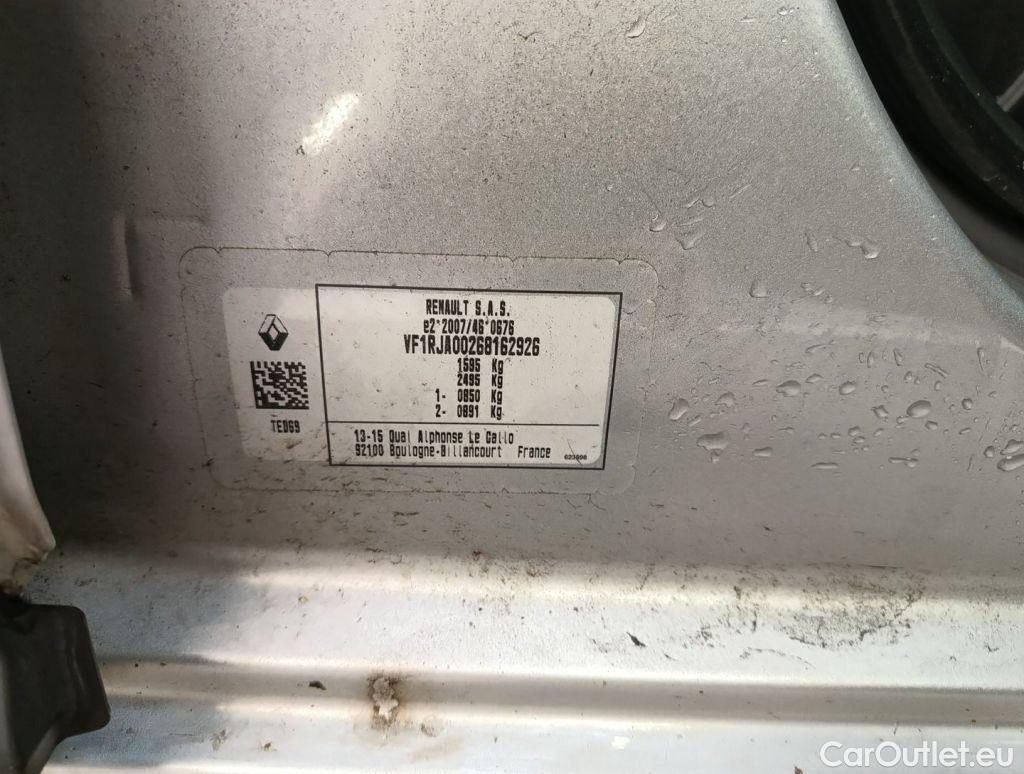 RENAULT S.A.S.
e2*2007/46*0676
VF1RJA00268162926
1595 Kg
2495 Kg
1- 0850 Kg
2- 0891 Kg
TED69
13-15 Quai Alphonse Le Gallo
92100 Boulogne-Billancourt France
623998
CarOutlet.eu